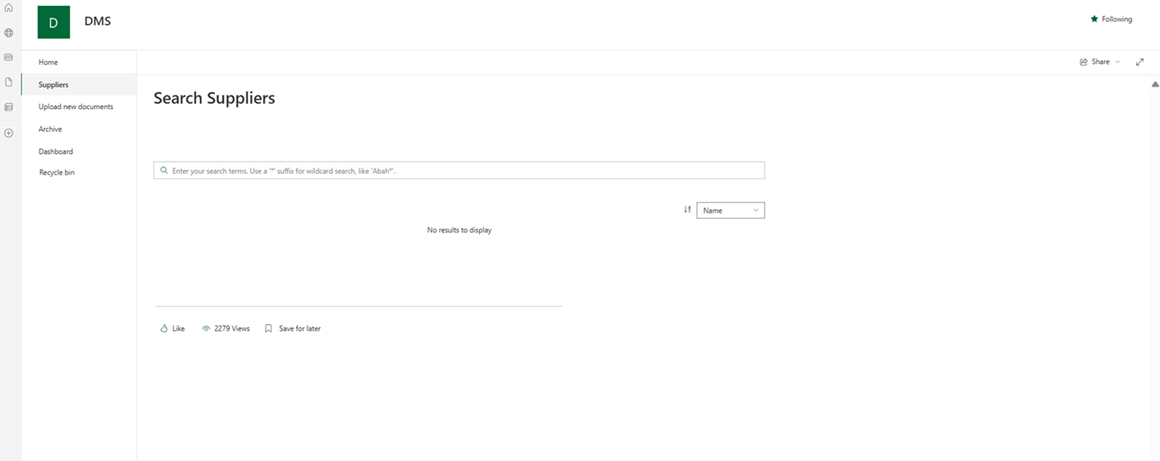 D
DMS
Following
Home
Suppliers
Upload new documents
Archive
Dashboard
Recycle bin
Share
Search Suppliers
Enter your search terms. Use a '*' suffix for wildcard search, like 'Abah*'.
Name
No results to display
Like 2279 Views Save for later